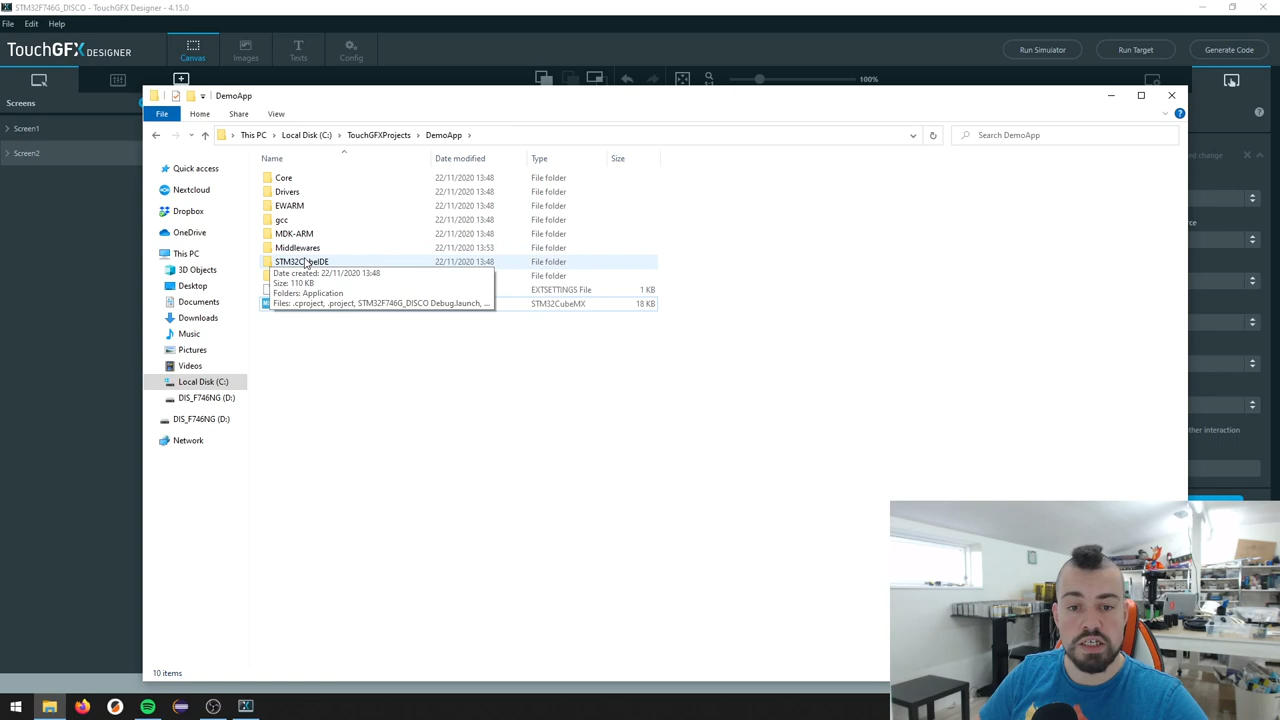 STM32F746G_DISCO - TouchGFX Designer - 4.15.0
File Edit Help
TouchGFX DESIGNER
Canvas Images Texts Config
Run Simulator Run Target Generate Code
100%
Screens
Screen1
Screen2
DemoApp
File Home Share View
This PC Local Disk (C:) TouchGFXProjects DemoApp
Search DemoApp
Name Date modified Type Size
Core 22/11/2020 13:48 File folder
Drivers 22/11/2020 13:48 File folder
EWARM 22/11/2020 13:48 File folder
gcc 22/11/2020 13:48 File folder
MDK-ARM 22/11/2020 13:48 File folder
Middlewares 22/11/2020 13:53 File folder
STM32CubeIDE 22/11/2020 13:48 File folder
File folder
EXTSETTINGS File 1 KB
STM32CubeMX 18 KB
Date created: 22/11/2020 13:48
Size: 110 KB
Folders: Application
Files: .cproject, .project, STM32F746G_DISCO Debug.launch, ...
Quick access
Nextcloud
Dropbox
OneDrive
This PC
3D Objects
Desktop
Documents
Downloads
Music
Pictures
Videos
Local Disk (C:)
DIS_F746NG (D:)
DIS_F746NG (D:)
Network
10 items